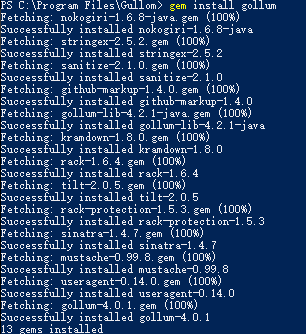 PS C:\Program Files\Gullom> gem install gollum
Fetching: nokogiri-1.6.8-java.gem (100%)
Successfully installed nokogiri-1.6.8-java
Fetching: stringex-2.5.2.gem (100%)
Successfully installed stringex-2.5.2
Fetching: sanitize-2.1.0.gem (100%)
Successfully installed sanitize-2.1.0
Fetching: github-markup-1.4.0.gem (100%)
Successfully installed github-markup-1.4.0
Fetching: gollum-lib-4.2.1-java.gem (100%)
Successfully installed gollum-lib-4.2.1-java
Fetching: kramdown-1.8.0.gem (100%)
Successfully installed kramdown-1.8.0
Fetching: rack-1.6.4.gem (100%)
Successfully installed rack-1.6.4
Fetching: tilt-2.0.5.gem (100%)
Successfully installed tilt-2.0.5
Fetching: rack-protection-1.5.3.gem (100%)
Successfully installed rack-protection-1.5.3
Fetching: sinatra-1.4.7.gem (100%)
Successfully installed sinatra-1.4.7
Fetching: mustache-0.99.8.gem (100%)
Successfully installed mustache-0.99.8
Fetching: useragent-0.14.0.gem (100%)
Successfully installed useragent-0.14.0
Fetching: gollum-4.0.1.gem (100%)
Successfully installed gollum-4.0.1
13 gems installed